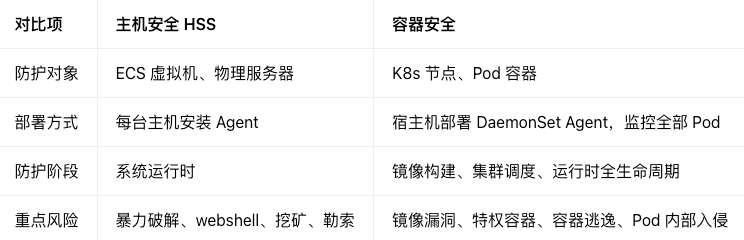 对比项 主机安全 HSS 容器安全
防护对象 ECS 虚拟机、物理服务器 K8s 节点、Pod 容器
部署方式 每台主机安装 Agent 宿主机部署 DaemonSet Agent，监控全部 Pod
防护阶段 系统运行时 镜像构建、集群调度、运行时全生命周期
重点风险 暴力破解、webshell、挖矿、勒索 镜像漏洞、特权容器、容器逃逸、Pod 内部入侵